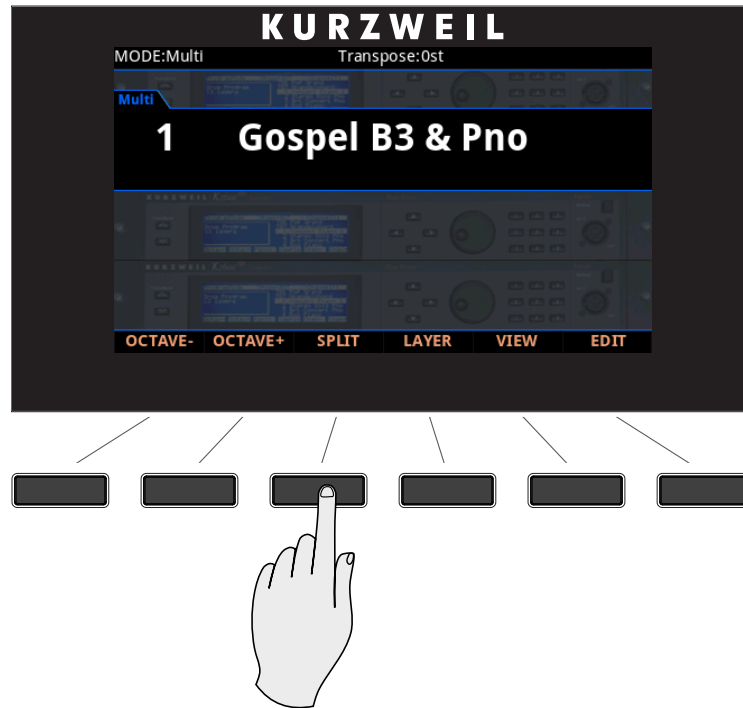 KURZWEIL
MODE:Multi Transpose:0st
Multi
1 Gospel B3 & Pno
OCTAVE- OCTAVE+ SPLIT LAYER VIEW EDIT